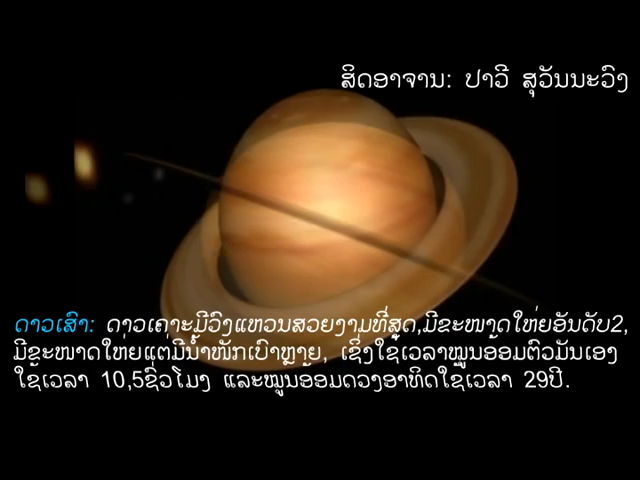 ສິດອາຈານ: ປາວີ ສຸວັນນະວົງ
ດາວເສົາ: ດາວເຄາະມີວົງແຫວນສວຍງາມທີ່ສຸດ,ມີຂະໜາດໃຫ່ຍອັນດັບ2,
ມີຂະໜາດໃຫ່ຍແຕ່ມີນ້ຳໜັກເບົາຫຼາຍ, ເຊິ່ງໃຊ້ເວລາໝູນອ້ອມຕົວມັນເອງ
ໃຊ້ເວລາ 10,5ຊົ່ວໂມງ ແລະໝູນອ້ອມດວງອາທິດໃຊ້ເວລາ 29ປີ.